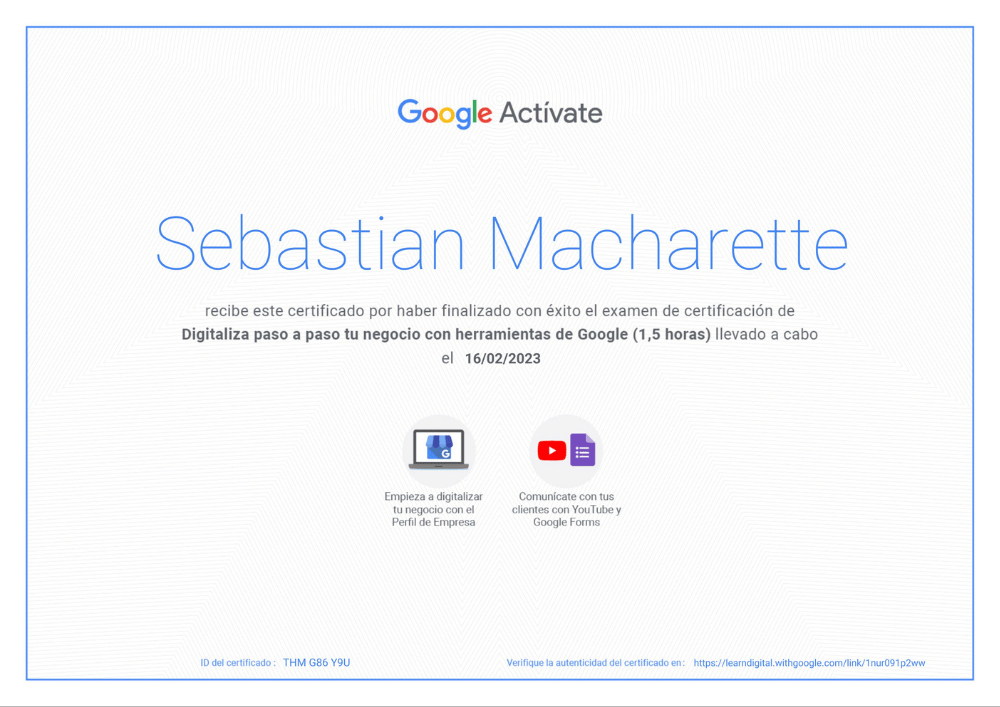 Google Actívate
Sebastian Macharette
recibe este certificado por haber finalizado con éxito el examen de certificación de
Digitaliza paso a paso tu negocio con herramientas de Google (1,5 horas) llevado a cabo
el 16/02/2023
G
Empieza a digitalizar
tu negocio con el
Perfil de Empresa
Comunícate con tus
clientes con YouTube y
Google Forms
ID del certificado : THM G86 Y9U
Verifique la autenticidad del certificado en : https://learndigital.withgoogle.com/link/1nur091p2ww